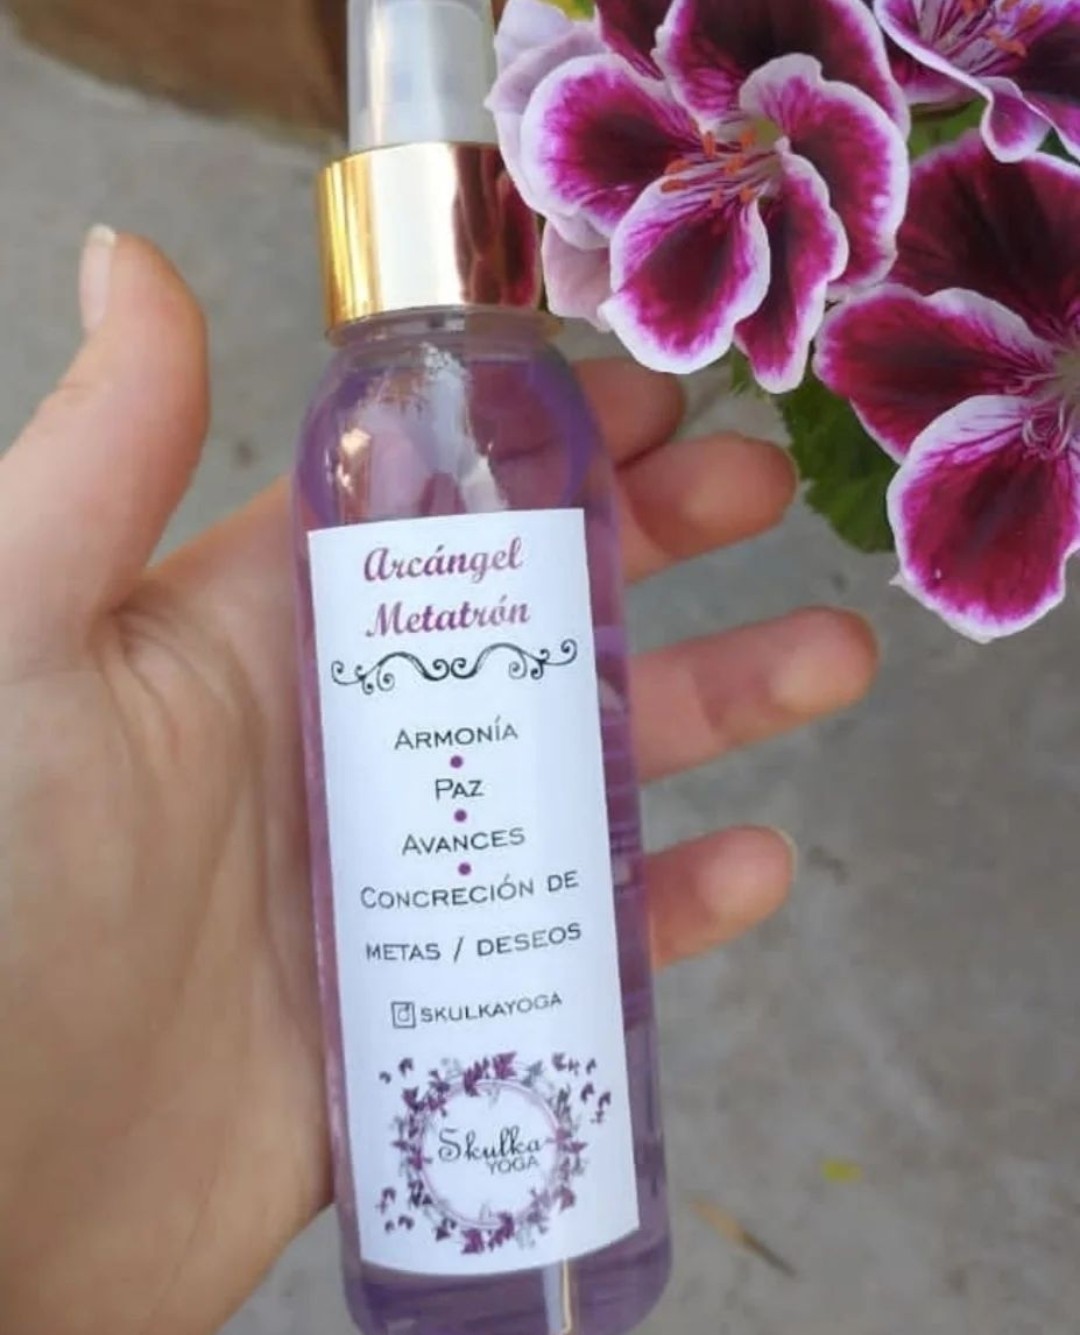 Arcángel
Metatrón
ARMONÍA
PAZ
AVANCES
CONCRECIÓN DE
METAS / DESEOS
SKULKAYOGA
Skulka
YOGA